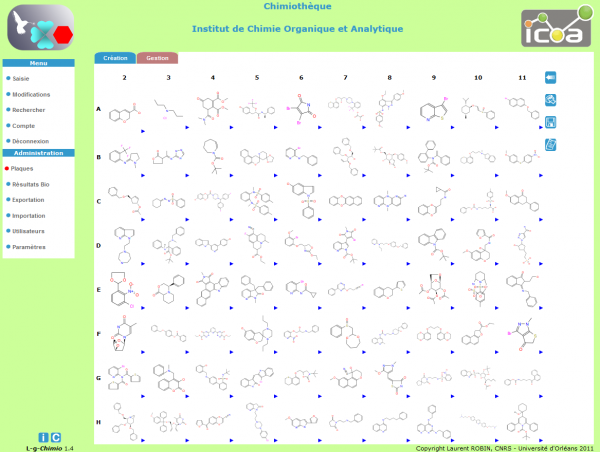 Chimiothèque
Institut de Chimie Organique et Analytique
icoa
Menu
Saisie
Modifications
Rechercher
Compte
Déconnexion
Administration
Plaques
Résultats Bio
Exportation
Importation
Utilisateurs
Paramètres
Création
Gestion
2 3 4 5 6 7 8 9 10 11
A
B
C
D
E
F
G
H
i C
L-g-Chimio 1.4
Copyright Laurent ROBIN, CNRS - Université d'Orléans 2011